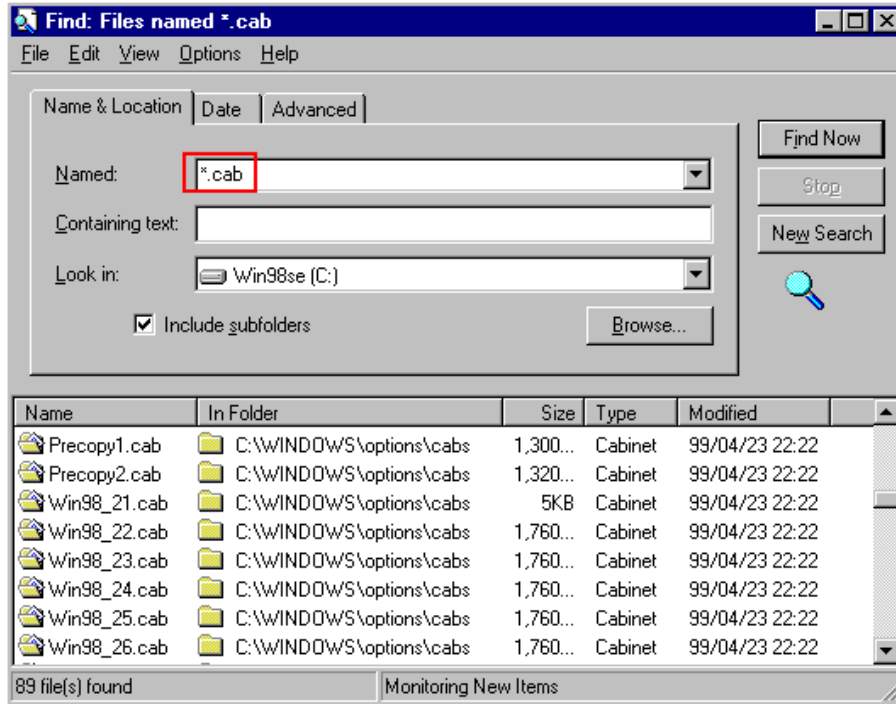 Find: Files named *.cab
File Edit View Options Help
Name & Location Date Advanced
Named: *.cab
Containing text:
Look in: Win98se (C:)
Include subfolders
Browse...
Find Now
Stop
New Search
Name In Folder Size Type Modified
Precopy1.cab C:\WINDOWS\options\cabs 1,300... Cabinet 99/04/23 22:22
Precopy2.cab C:\WINDOWS\options\cabs 1,320... Cabinet 99/04/23 22:22
Win98_21.cab C:\WINDOWS\options\cabs 5KB Cabinet 99/04/23 22:22
Win98_22.cab C:\WINDOWS\options\cabs 1,760... Cabinet 99/04/23 22:22
Win98_23.cab C:\WINDOWS\options\cabs 1,760... Cabinet 99/04/23 22:22
Win98_24.cab C:\WINDOWS\options\cabs 1,760... Cabinet 99/04/23 22:22
Win98_25.cab C:\WINDOWS\options\cabs 1,760... Cabinet 99/04/23 22:22
Win98_26.cab C:\WINDOWS\options\cabs 1,760... Cabinet 99/04/23 22:22
89 file(s) found Monitoring New Items